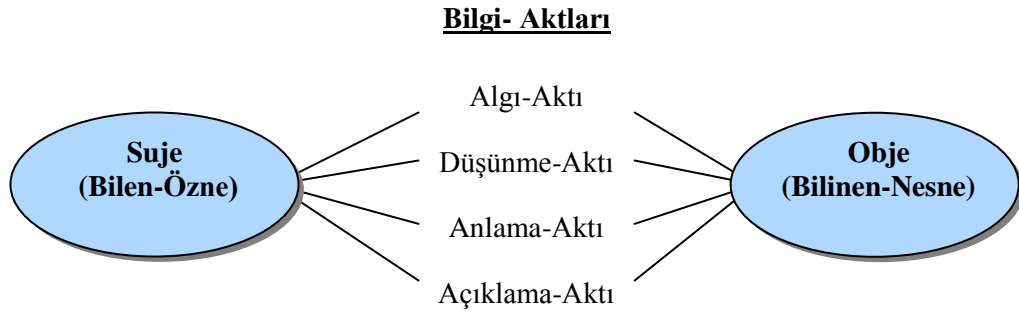 Bilgi- Aktları
Algı-Aktı
Suje
(Bilen-Özne)
Düşünme-Aktı
Obje
(Bilinen-Nesne)
Anlama-Aktı
Açıklama-Aktı